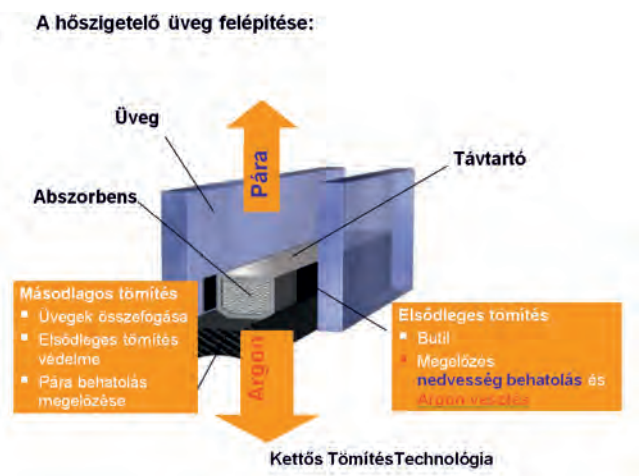 A hőszigetelő üveg felépítése:
Üveg
Pára
Távtartó
Abszorbens
Másodlagos tömítés
Üvegek összefogása
Elsődleges tömítés
védelme
Pára behatolás
megelőzése
Argon
Elsődleges tömítés
Butil
Megelőzes
nedvesség behatolás és
Argon vesztés
Kettős TömítésTechnológia